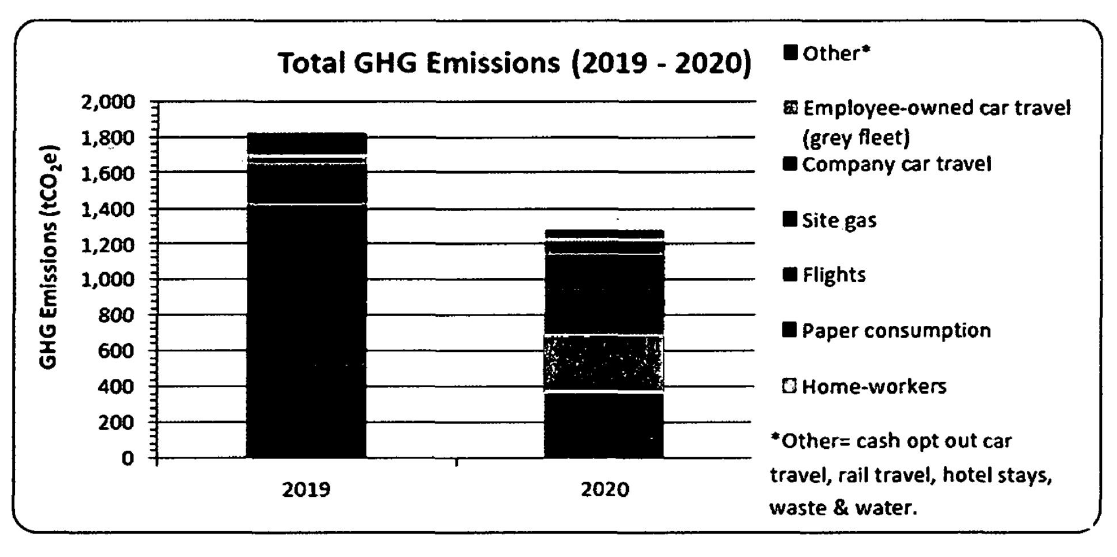 Total GHG Emissions (2019 - 2020)
GHG Emissions (tCO₂e)
2,000
1,800
1,600
1,400
1,200
1,000
800
600
400
200
0
2019
2020
Other*
Employee-owned car travel
(grey fleet)
Company car travel
Site gas
Flights
Paper consumption
Home-workers
*Other= cash opt out car
travel, rail travel, hotel stays,
waste & water.